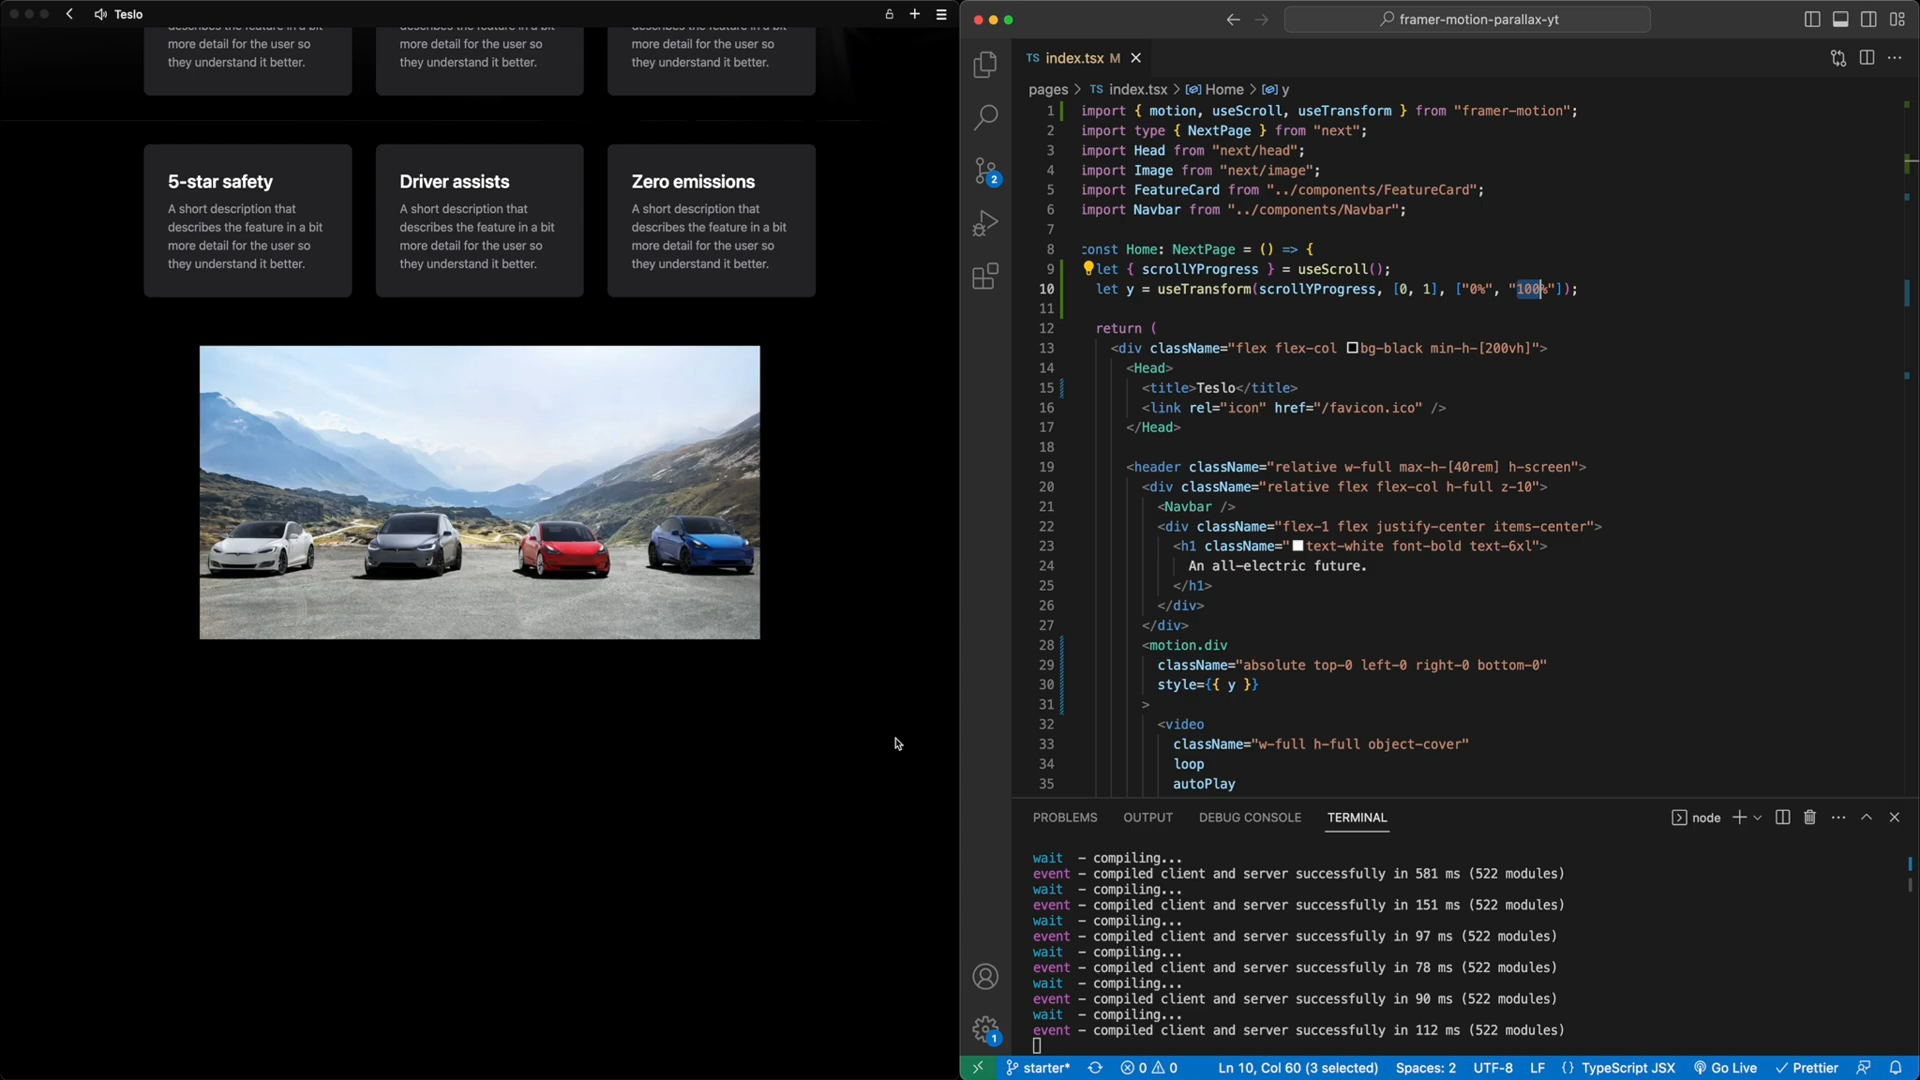 Teslo
describes the feature in a bit
more detail for the user so
they understand it better.
describes the feature in a bit
more detail for the user so
they understand it better.
describes the feature in a bit
more detail for the user so
they understand it better.
5-star safety
A short description that
describes the feature in a bit
more detail for the user so
they understand it better.
Driver assists
A short description that
describes the feature in a bit
more detail for the user so
they understand it better.
Zero emissions
A short description that
describes the feature in a bit
more detail for the user so
they understand it better.
framer-motion-parallax-yt
TS index.tsx M
pages > TS index.tsx > Home > y
1 import { motion, useScroll, useTransform } from "framer-motion";
2 import type { NextPage } from "next";
3 import Head from "next/head";
4 import Image from "next/image";
5 import FeatureCard from "../components/FeatureCard";
6 import Navbar from "../components/Navbar";
7
8 const Home: NextPage = () => {
9 let { scrollYProgress } = useScroll();
10 let y = useTransform(scrollYProgress, [0, 1], ["0%", "100%"]);
11
12 return (
13 <div className="flex flex-col bg-black min-h-[200vh]">
14 <Head>
15 <title>Teslo</title>
16 <link rel="icon" href="/favicon.ico" />
17 </Head>
18
19 <header className="relative w-full max-h-[40rem] h-screen">
20 <div className="relative flex flex-col h-full z-10">
21 <Navbar />
22 <div className="flex-1 flex justify-center items-center">
23 <h1 className="text-white font-bold text-6xl">
24 An all-electric future.
25 </h1>
26 </div>
27 </div>
28 <motion.div
29 className="absolute top-0 left-0 right-0 bottom-0"
30 style={{ y }}
31 >
32 <video
33 className="w-full h-full object-cover"
34 loop
35 autoPlay
2
1
PROBLEMS OUTPUT DEBUG CONSOLE TERMINAL node
wait - compiling...
event - compiled client and server successfully in 581 ms (522 modules)
wait - compiling...
event - compiled client and server successfully in 151 ms (522 modules)
wait - compiling...
event - compiled client and server successfully in 97 ms (522 modules)
wait - compiling...
event - compiled client and server successfully in 78 ms (522 modules)
wait - compiling...
event - compiled client and server successfully in 90 ms (522 modules)
wait - compiling...
event - compiled client and server successfully in 112 ms (522 modules)
starter* 0 0 Ln 10, Col 60 (3 selected) Spaces: 2 UTF-8 LF {} TypeScript JSX Go Live Prettier